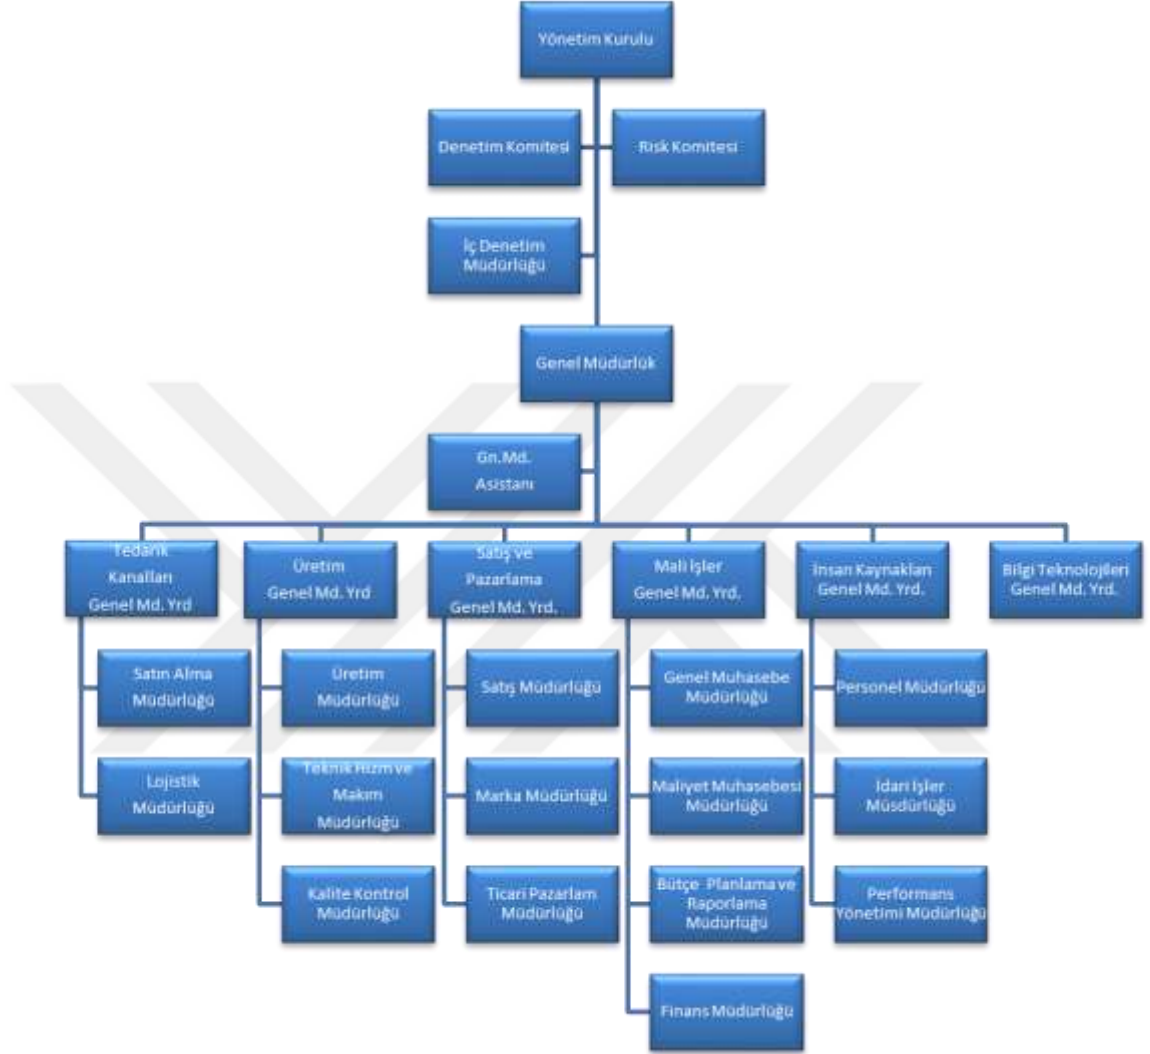 Yönetim Kurulu
Denetim Komitesi
Risk Komitesi
İç Denetim
Müdürlüğü
Genel Müdürlük
Gn.Md.
Asistanı
Tedarik
Kanalları
Genel Md. Yrd
Üretim
Genel Md. Yrd
Satış ve
Pazarlama
Genel Md. Yrd.
Mali İşler
Genel Md. Yrd.
İnsan Kaynakları
Genel Md. Yrd.
Bilgi Teknolojileri
Genel Md. Yrd.
Satın Alma
Müdürlüğü
Lojistik
Müdürlüğü
Üretim
Müdürlüğü
Teknik Hizm ve
Makım
Müdürlüğü
Kalite Kontrol
Müdürlüğü
Satış Müdürlüğü
Marka Müdürlüğü
Ticari Pazarlam
Müdürlüğü
Genel Muhasebe
Müdürlüğü
Maliyet Muhasebesi
Müdürlüğü
Bütçe Planlama ve
Raporlama
Müdürlüğü
Finans Müdürlüğü
Personel Müdürlüğü
İdari İşler
Müsdürlüğü
Performans
Yönetimi Müdürlüğü